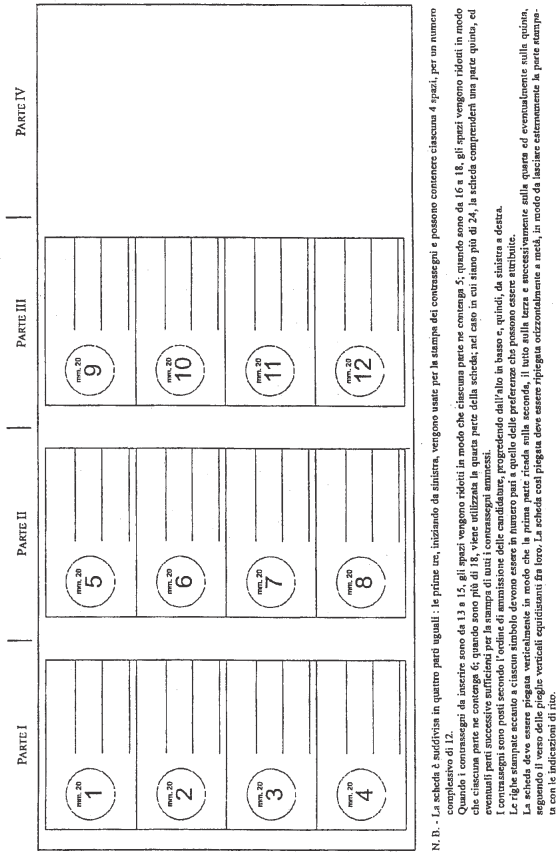 PARTE I
PARTE II
PARTE III
PARTE IV
mm. 20
1
mm. 20
2
mm. 20
3
mm. 20
4
mm. 20
5
mm. 20
6
mm. 20
7
mm. 20
8
mm. 20
9
mm. 20
10
mm. 20
11
mm. 20
12
N. B. - La scheda è suddivisa in quattro parti uguali : le prime tre, iniziando da sinistra, vengono usate per la stampa dei contrassegni e possono contenere ciascuna 4 spazi, per un numero
complessivo di 12.
Quando i contrassegni da inserire sono da 13 a 15, gli spazi vengono ridotti in modo che ciascuna parte ne contenga 5; quando sono da 16 a 18, gli spazi vengono ridotti in modo
che ciascuna parte ne contenga 6; quando sono più di 18, viene utilizzata la quarta parte della scheda; nel caso in cui siano più di 24, la scheda comprenderà una parte quinta, ed
eventuali parti successive sufficienti per la stampa di tutti i contrassegni ammessi.
I contrassegni sono posti secondo l'ordine di ammissione delle candidature, progredendo dall'alto in basso e, quindi, da sinistra a destra.
Le righe stampate accanto a ciascun simbolo devono essere in numero pari a quello delle preferenze che possono essere attribuite.
La scheda deve essere piegata verticalmente in modo che la prima parte ricada sulla seconda, il tutto sulla terza e successivamente sulla quarta ed eventualmente sulla quinta,
seguendo il verso delle pieghe verticali equidistanti fra loro. La scheda così piegata deve essere ripiegata orizzontalmente a metà, in modo da lasciare esternamente la parte stampa-
ta con le indicazioni di rito.